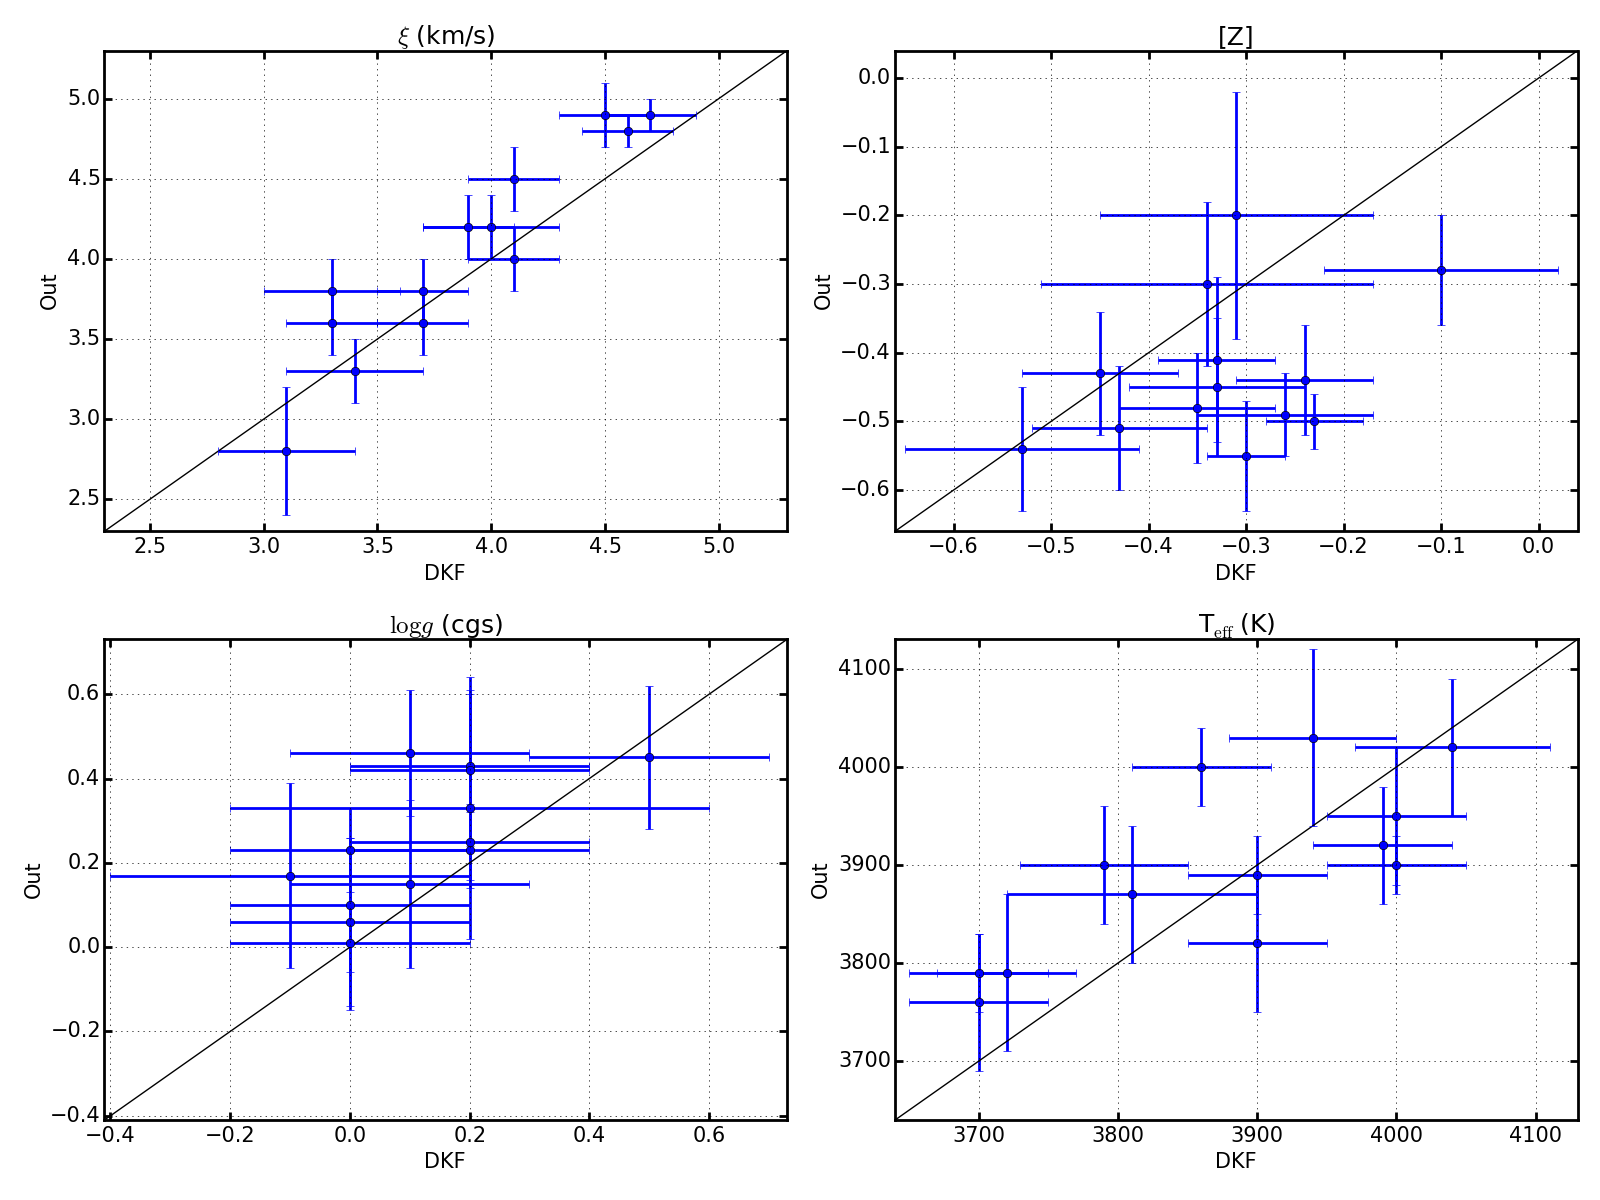 ξ (km/s)
5.0
4.5
4.0
3.5
3.0
2.5
Out
2.5 3.0 3.5 4.0 4.5 5.0
DKF
[Z]
0.0
−0.1
−0.2
−0.3
−0.4
−0.5
−0.6
Out
−0.6 −0.5 −0.4 −0.3 −0.2 −0.1 0.0
DKF
log g (cgs)
0.6
0.4
0.2
0.0
−0.2
−0.4
Out
−0.4 −0.2 0.0 0.2 0.4 0.6
DKF
T_eff (K)
4100
4000
3900
3800
3700
Out
3700 3800 3900 4000 4100
DKF